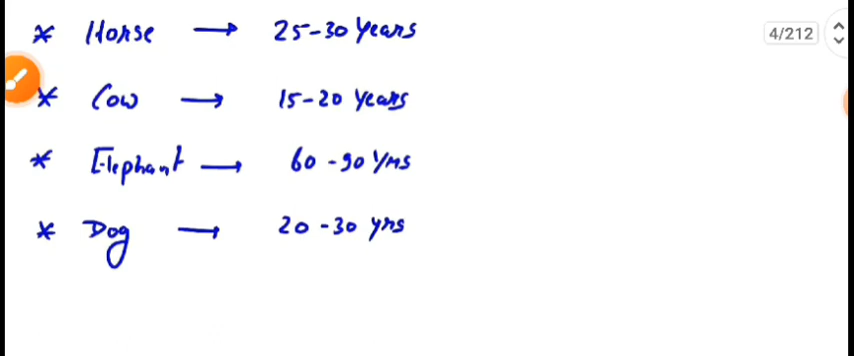 * Horse → 25-30 Years
4/212
* Cow → 15-20 Years
* Elephant → 60-90 Yrs
* Dog → 20-30 yrs